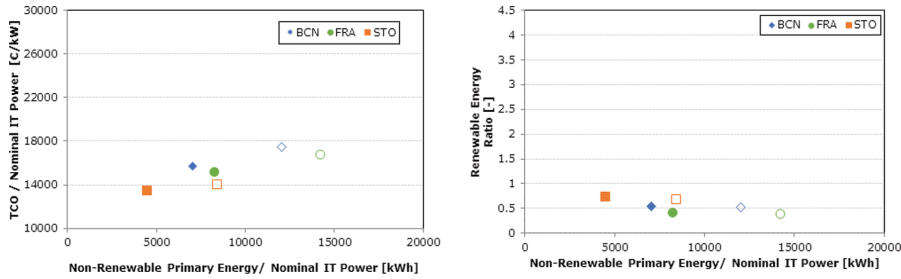 TCO / Nominal IT Power [C/kW]
30000
26000
22000
18000
14000
10000
BCN FRA STO
0 5000 10000 15000 20000
Non-Renewable Primary Energy/ Nominal IT Power [kWh]
Renewable Energy
Ratio [-]
4.5
4
3.5
3
2.5
2
1.5
1
0.5
0
BCN FRA STO
0 5000 10000 15000 20000
Non-Renewable Primary Energy/ Nominal IT Power [kWh]